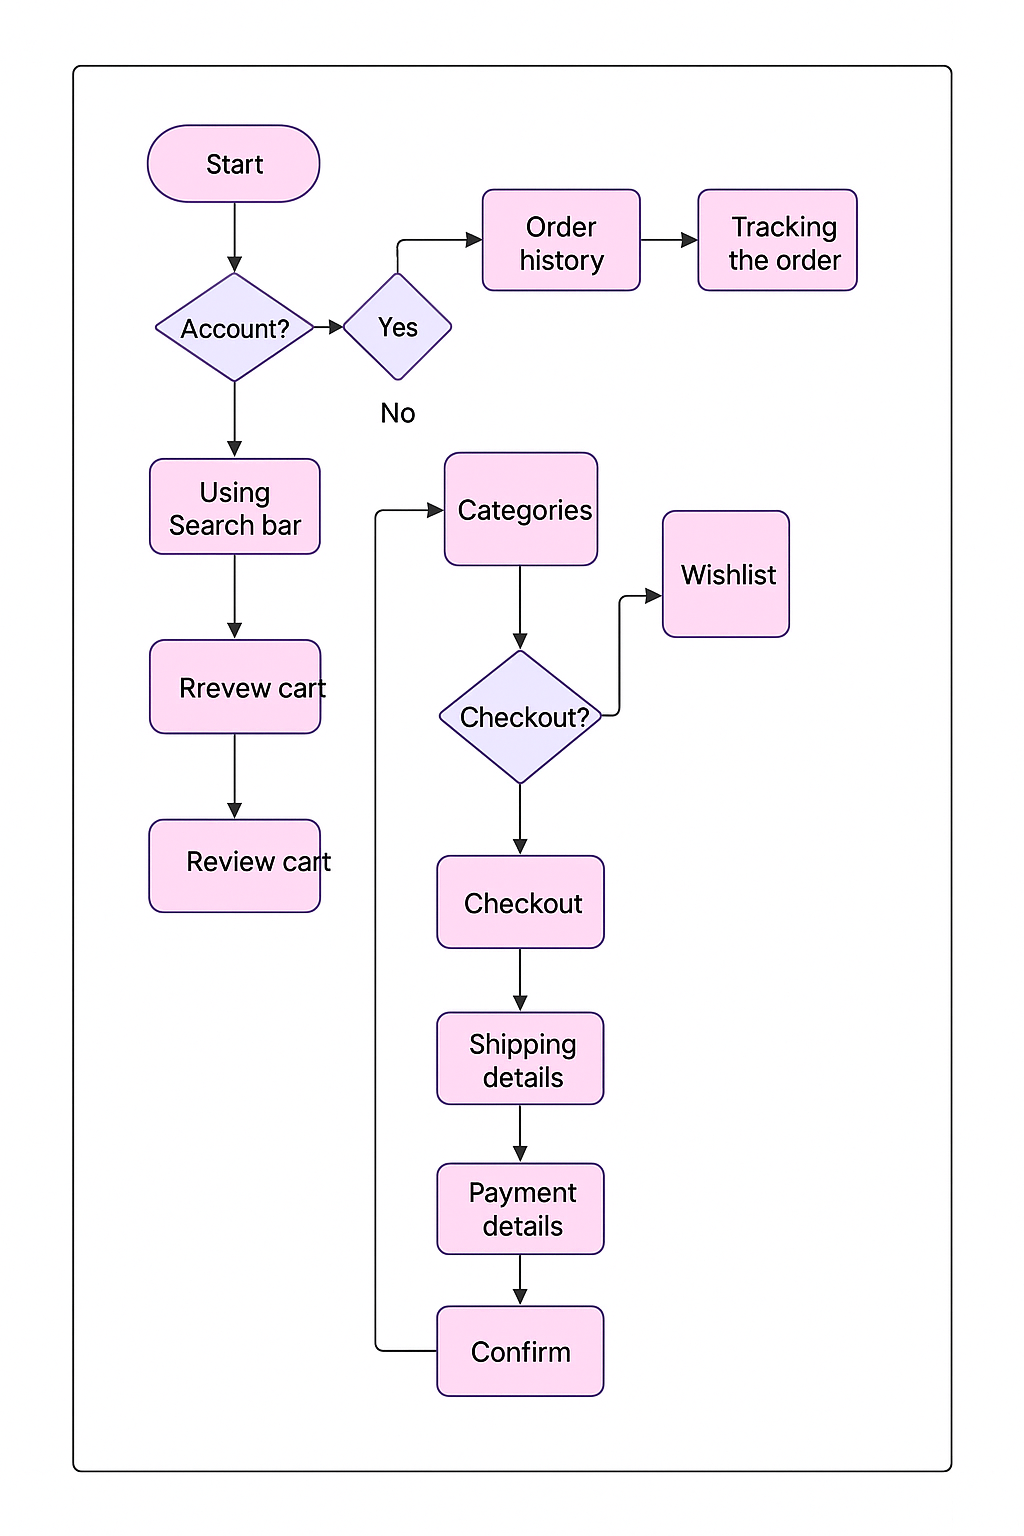 Start
Order
history
Tracking
the order
Account?
Yes
No
Using
Search bar
Categories
Wishlist
Rrevew cart
Checkout?
Review cart
Checkout
Shipping
details
Payment
details
Confirm